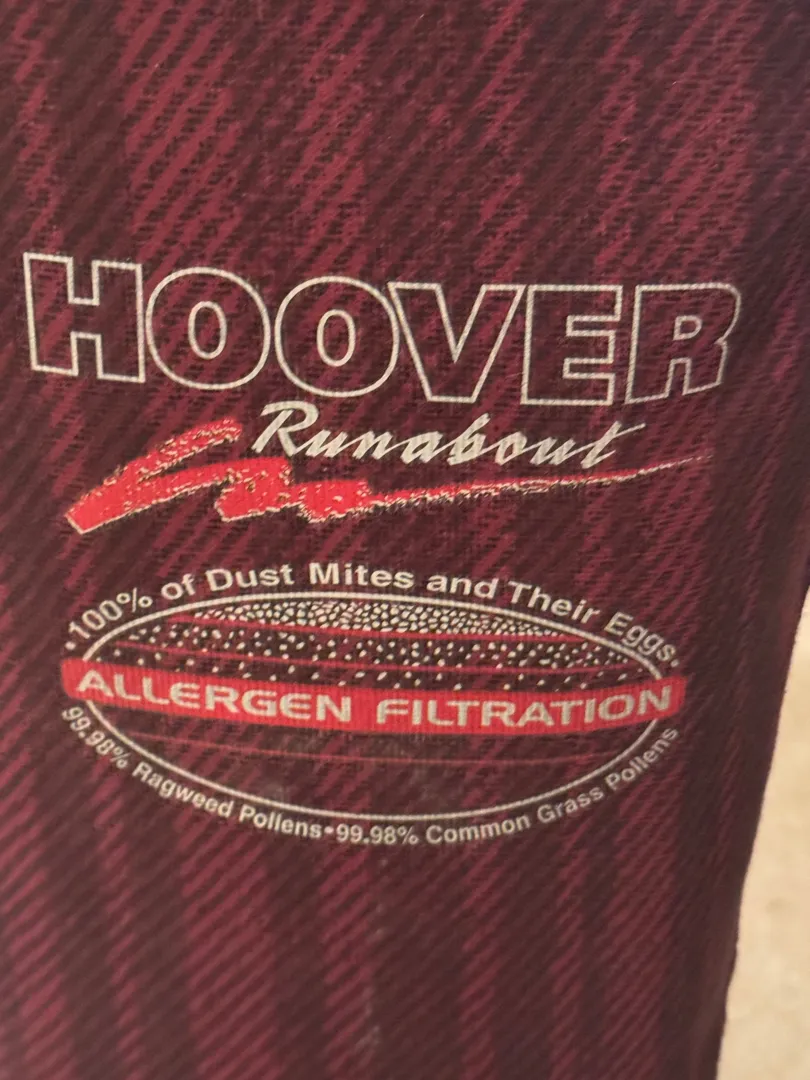 HOOVER
Runabout
•100% of Dust Mites and Their Eggs•
ALLERGEN FILTRATION
99.98% Ragweed Pollens•99.98% Common Grass Pollens